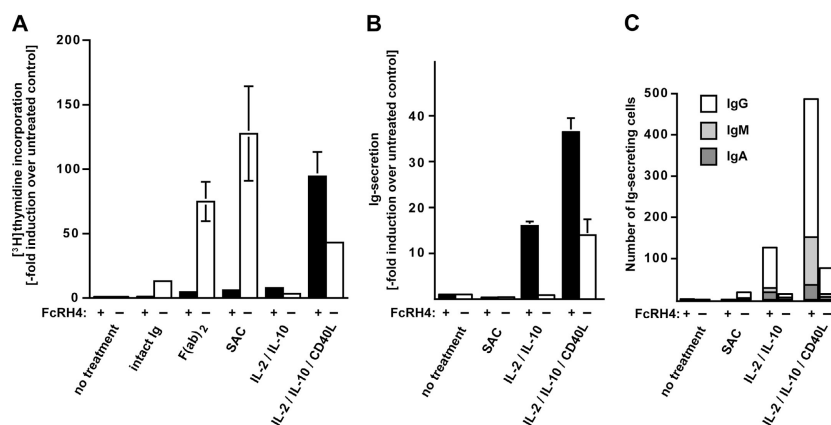 A
[³H]thymidine incorporation
[-fold induction over untreated control]
200
150
100
50
0
FcRH4: + − + − + − + − + − + −
no treatment
intact Ig
F(ab)₂
SAC
IL-2 / IL-10
IL-2 / IL-10 / CD40L
B
Ig-secretion
[-fold induction over untreated control]
40
30
20
10
FcRH4: + − + − + − + −
no treatment
SAC
IL-2 / IL-10
IL-2 / IL-10 / CD40L
C
Number of Ig-secreting cells
500
400
300
200
100
0
IgG
IgM
IgA
FcRH4: + − + − + − + −
no treatment
SAC
IL-2 / IL-10
IL-2 / IL-10 / CD40L